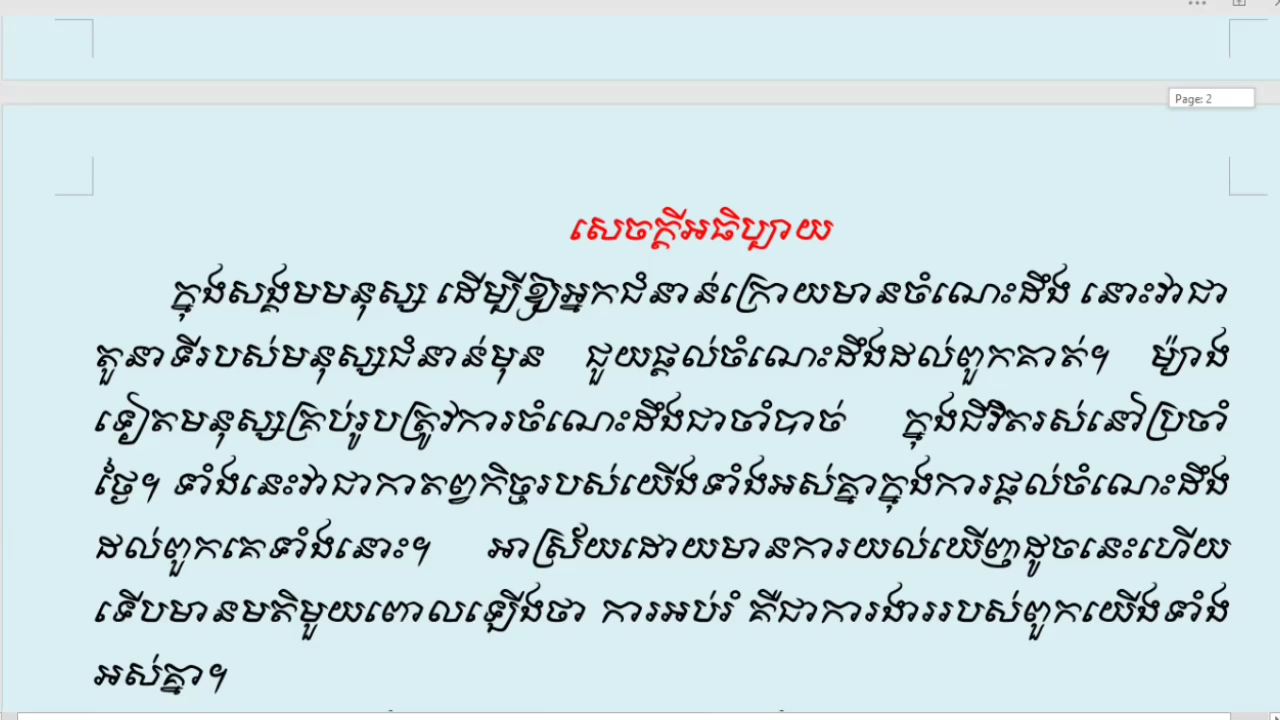 Page: 2
សេចក្តីអធិប្បាយ
ក្នុងសង្គមមនុស្ស ដើម្បីឱ្យអ្នកជំនាន់ក្រោយមានចំណេះដឹង នោះវាជា
តួនាទីរបស់មនុស្សជំនាន់មុន ជួយផ្តល់ចំណេះដឹងដល់ពួកគាត់។ ម៉្យាង
ទៀតមនុស្សគ្រប់រូបត្រូវការចំណេះដឹងជាចាំបាច់ ក្នុងជីវិតរស់នៅប្រចាំ
ថ្ងៃ។ ទាំងនេះវាជាកាតព្វកិច្ចរបស់យើងទាំងអស់គ្នាក្នុងការផ្តល់ចំណេះដឹង
ដល់ពួកគេទាំងនោះ។ អាស្រ័យដោយមានការយល់ឃើញដូចនេះហើយ
ទើបមានមតិមួយពោលឡើងថា ការអប់រំ គឺជាការងាររបស់ពួកយើងទាំង
អស់គ្នា។